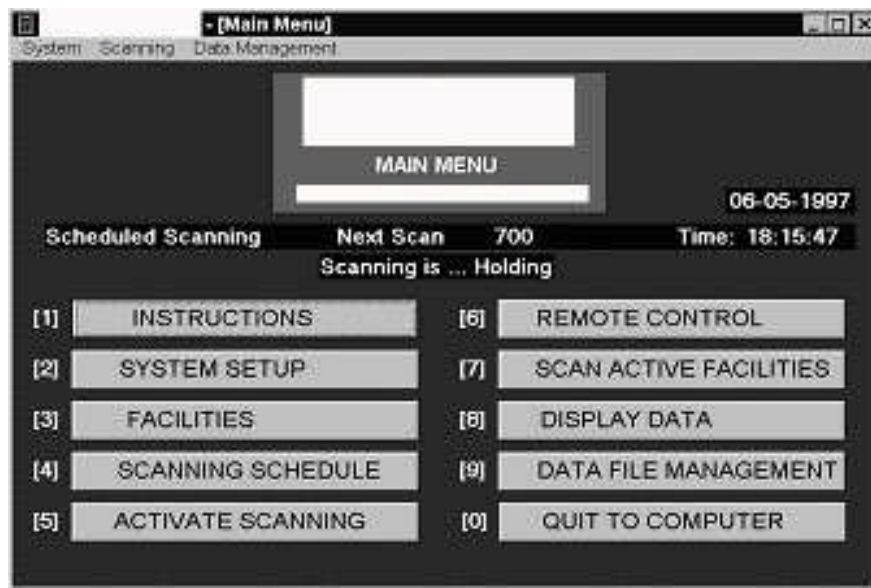 - [Main Menu]
System Scanning Data Management
MAIN MENU
06-05-1997
Scheduled Scanning Next Scan 700 Time: 18:15:47
Scanning is ... Holding
[1] INSTRUCTIONS [6] REMOTE CONTROL
[2] SYSTEM SETUP [7] SCAN ACTIVE FACILITIES
[3] FACILITIES [8] DISPLAY DATA
[4] SCANNING SCHEDULE [9] DATA FILE MANAGEMENT
[5] ACTIVATE SCANNING [0] QUIT TO COMPUTER